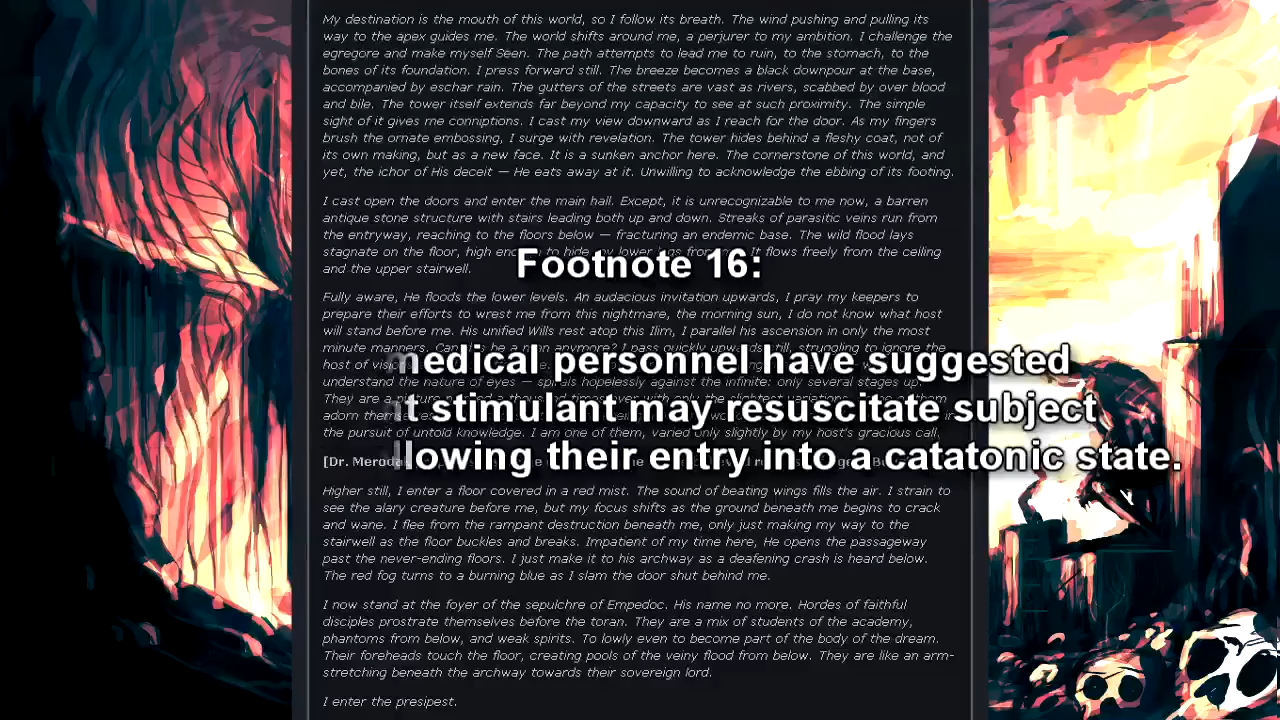 My destination is the mouth of this world, so I follow its breath. The wind pushing and pulling its
way to the apex guides me. The world shifts around me, a perjurer to my ambition. I challenge the
egregore and make myself Seen. The path attempts to lead me to ruin, to the stomach, to the
bones of its foundation. I press forward still. The breeze becomes a black downpour at the base,
accompanied by eschar rain. The gutters of the streets are vast as rivers, scabbed by over blood
and bile. The tower itself extends far beyond my capacity to see at such proximity. The simple
sight of it gives me conniptions. I cast my view downward as I reach for the door. As my fingers
brush the ornate embossing, I surge with revelation. The tower hides behind a fleshy coat, not of
its own making, but as a new face. It is a sunken anchor here. The cornerstone of this world, and
yet, the ichor of His deceit — He eats away at it. Unwilling to acknowledge the ebbing of its footing.
I cast open the doors and enter the main hall. Except, it is unrecognizable to me now, a barren
antique stone structure with stairs leading both up and down. Streaks of parasitic veins run from
the entryway, reaching to the floors below — fracturing an endemic base. The wild flood lays
stagnate on the floor, high to hide my lower It flows freely from the ceiling
and the upper stairwell.
Footnote 16:
Fully aware, He floods the lower levels. An audacious invitation upwards, I pray my keepers to
prepare their efforts to wrest me from this nightmare, the morning sun, I do not know what host
will stand before me. His unified Wills rest atop this Ilim, I parallel his ascension in only the most
minute manners. be a man anymore? I pass quickly struggling to ignore the
host of
medical personnel have suggested
understand the nature of eyes — spirals hopelessly against the infinite: only several stages up.
They are a
adorn
t stimulant may resuscitate subject
the pursuit of untold knowledge. I am one of them, varied only slightly by my host's gracious call.
[Dr.
llowing their entry into a catatonic state.
Higher still, I enter a floor covered in a red mist. The sound of beating wings fills the air. I strain to
see the alary creature before me, but my focus shifts as the ground beneath me begins to crack
and wane. I flee from the rampant destruction beneath me, only just making my way to the
stairwell as the floor buckles and breaks. Impatient of my time here, He opens the passageway
past the never-ending floors. I just make it to his archway as a deafening crash is heard below.
The red fog turns to a burning blue as I slam the door shut behind me.
I now stand at the foyer of the sepulchre of Empedoc. His name no more. Hordes of faithful
disciples prostrate themselves before the toran. They are a mix of students of the academy,
phantoms from below, and weak spirits. To lowly even to become part of the body of the dream.
Their foreheads touch the floor, creating pools of the veiny flood from below. They are like an arm-
stretching beneath the archway towards their sovereign lord.
I enter the presipest.